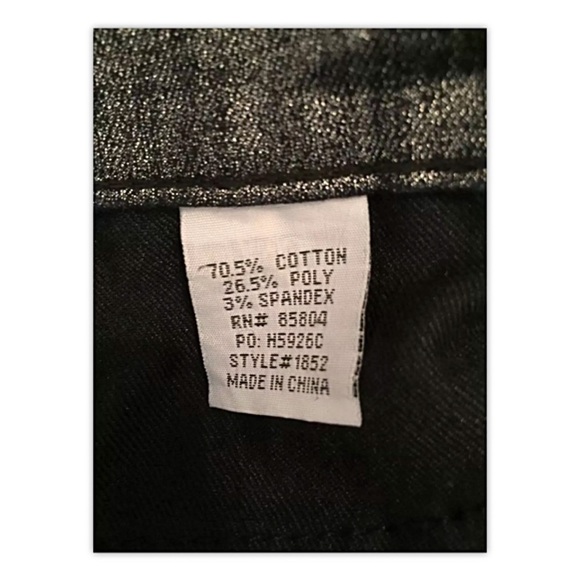 70.5% COTTON
26.5% POLY
3% SPANDEX
RN# 85804
PO: H5926C
STYLE#1852
MADE IN CHINA